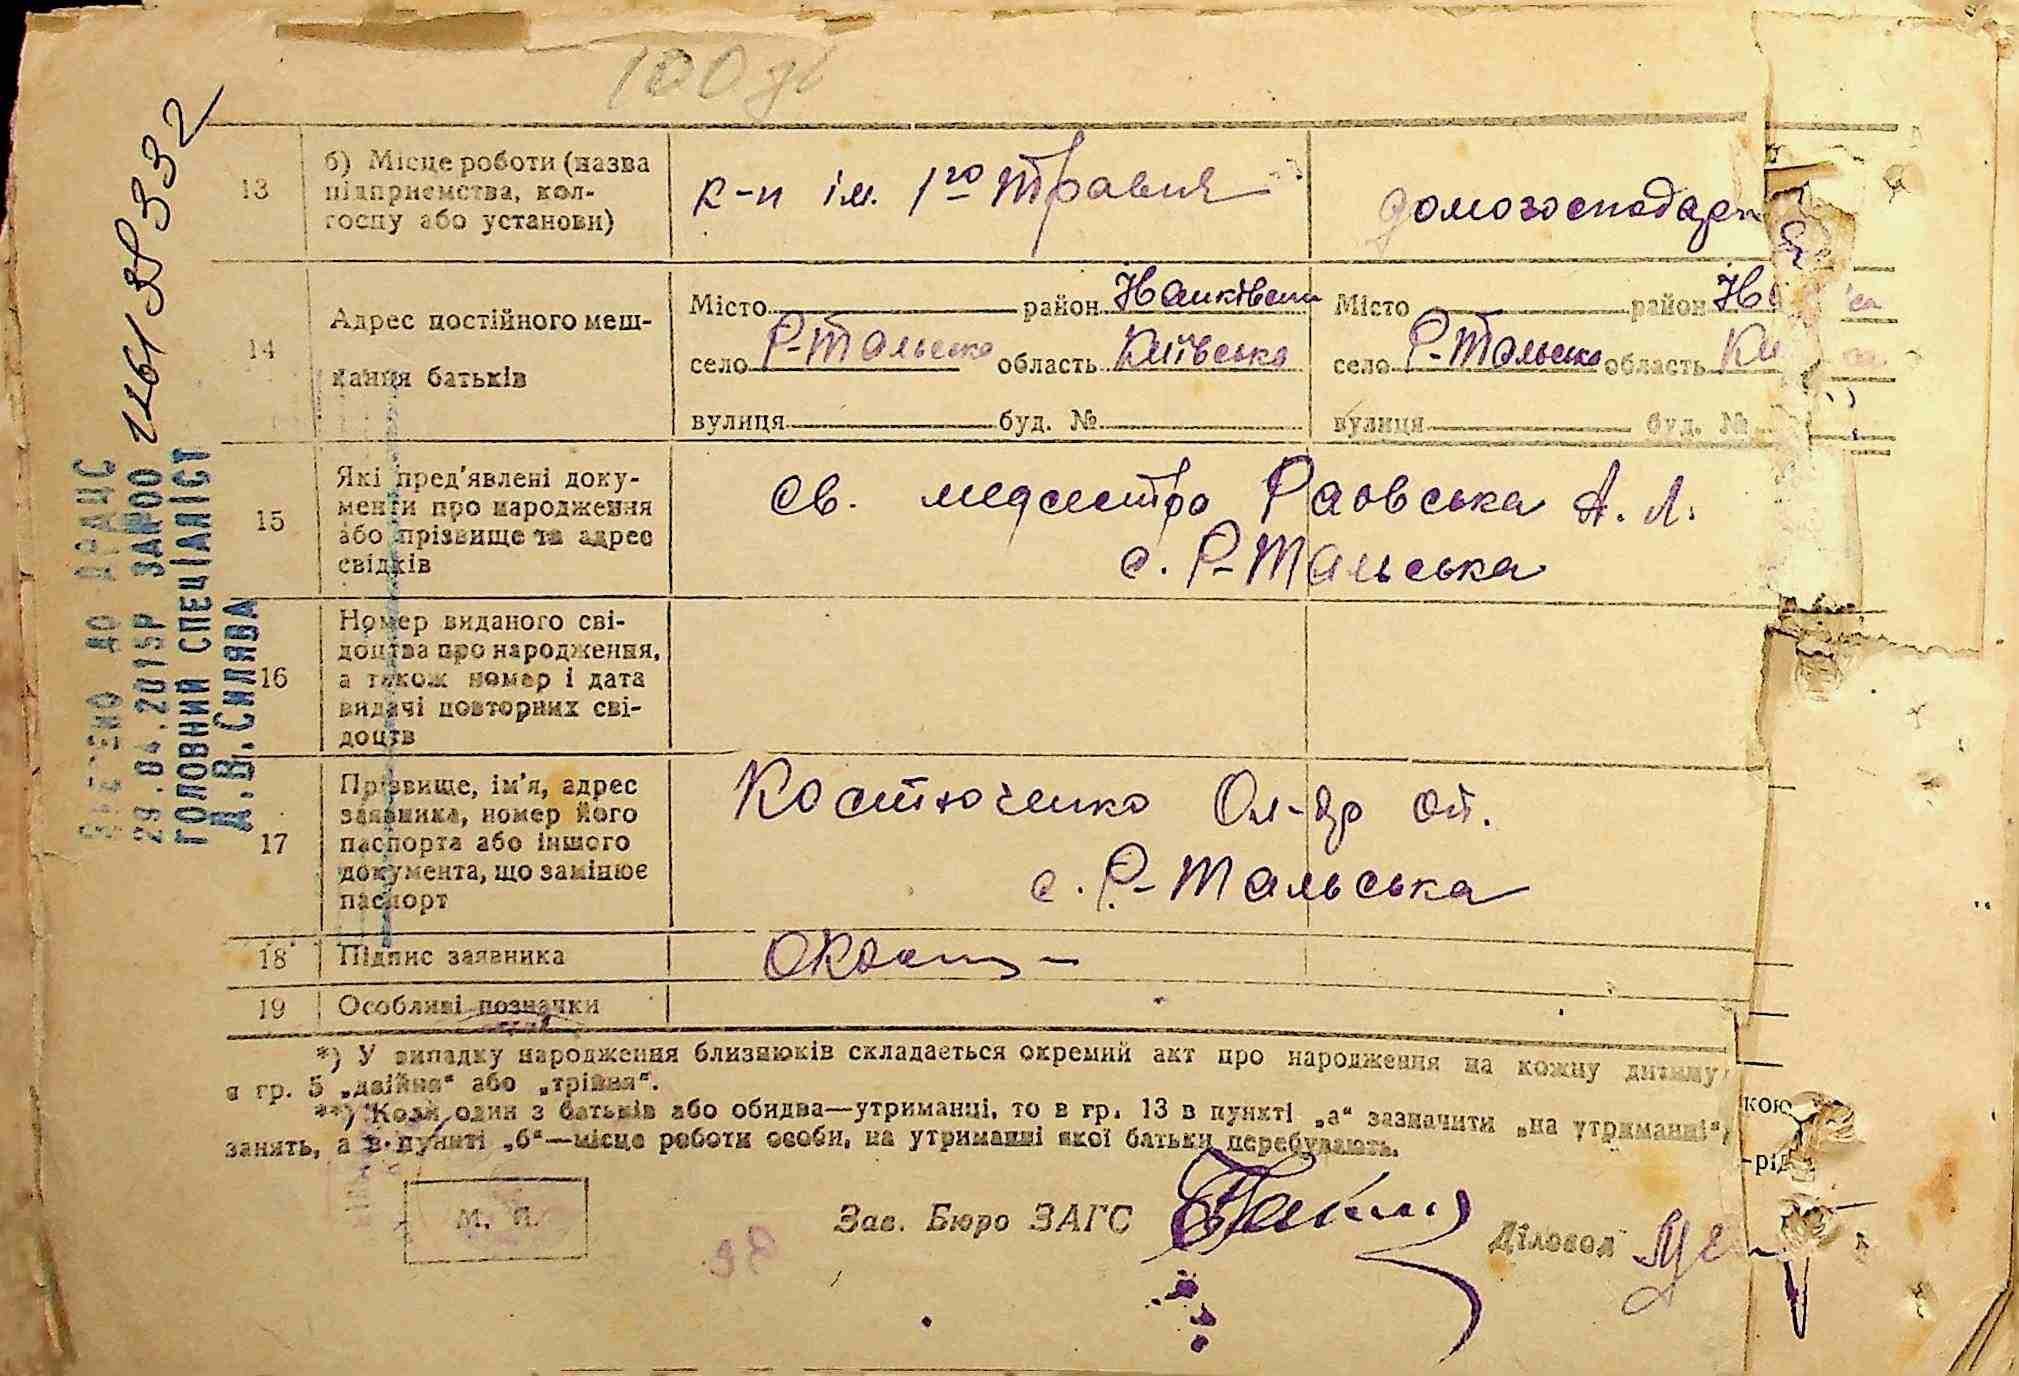 13
б) Місце роботи (назва
підприємства, кол-
госпу або установи)
к-п ім. 1го Травня
домогосподарк
14
Адрес постійного меш-
кання батьків
Місто район
село Р-Тальська область Київська
вулиця буд. №
Місто район
село Р-Тальська область
вулиця буд. №
15
Які пред'явлені доку-
менти про народження
або прізвище та адрес
свідків
св. медсестра Раовська А. Л.
с. Р-Тальська
16
Номер виданого сві-
доцтва про народження,
а також номер і дата
видачі повторних сві-
доцтв
17
Прізвище, ім'я, адрес
заявника, номер його
паспорта або іншого
документа, що замінює
паспорт
Костюченко Ол-др
с. Р-Тальська
18
Підпис заявника
19
Особливі позначки
*) У випадку народження близнюків складається окремий акт про народження на кожну дитину
в гр. 5 „двійня“ або „трійня“.
**) Коли один з батьків або обидва—утриманці, то в гр. 13 в пункті „а“ зазначити „на утриманні“,
занять, а в пункті „б“—місце роботи особи, на утриманні якої батьки перебувають.
М. П.
Зав. Бюро ЗАГС
Діловод
кою
рід
ВНЕСЕНО ДО ДРАЦС
29.04.2015Р ЗАМ00
ГОЛОВНИЙ СПЕЦІАЛІСТ
Д.В.СИЛЯВА